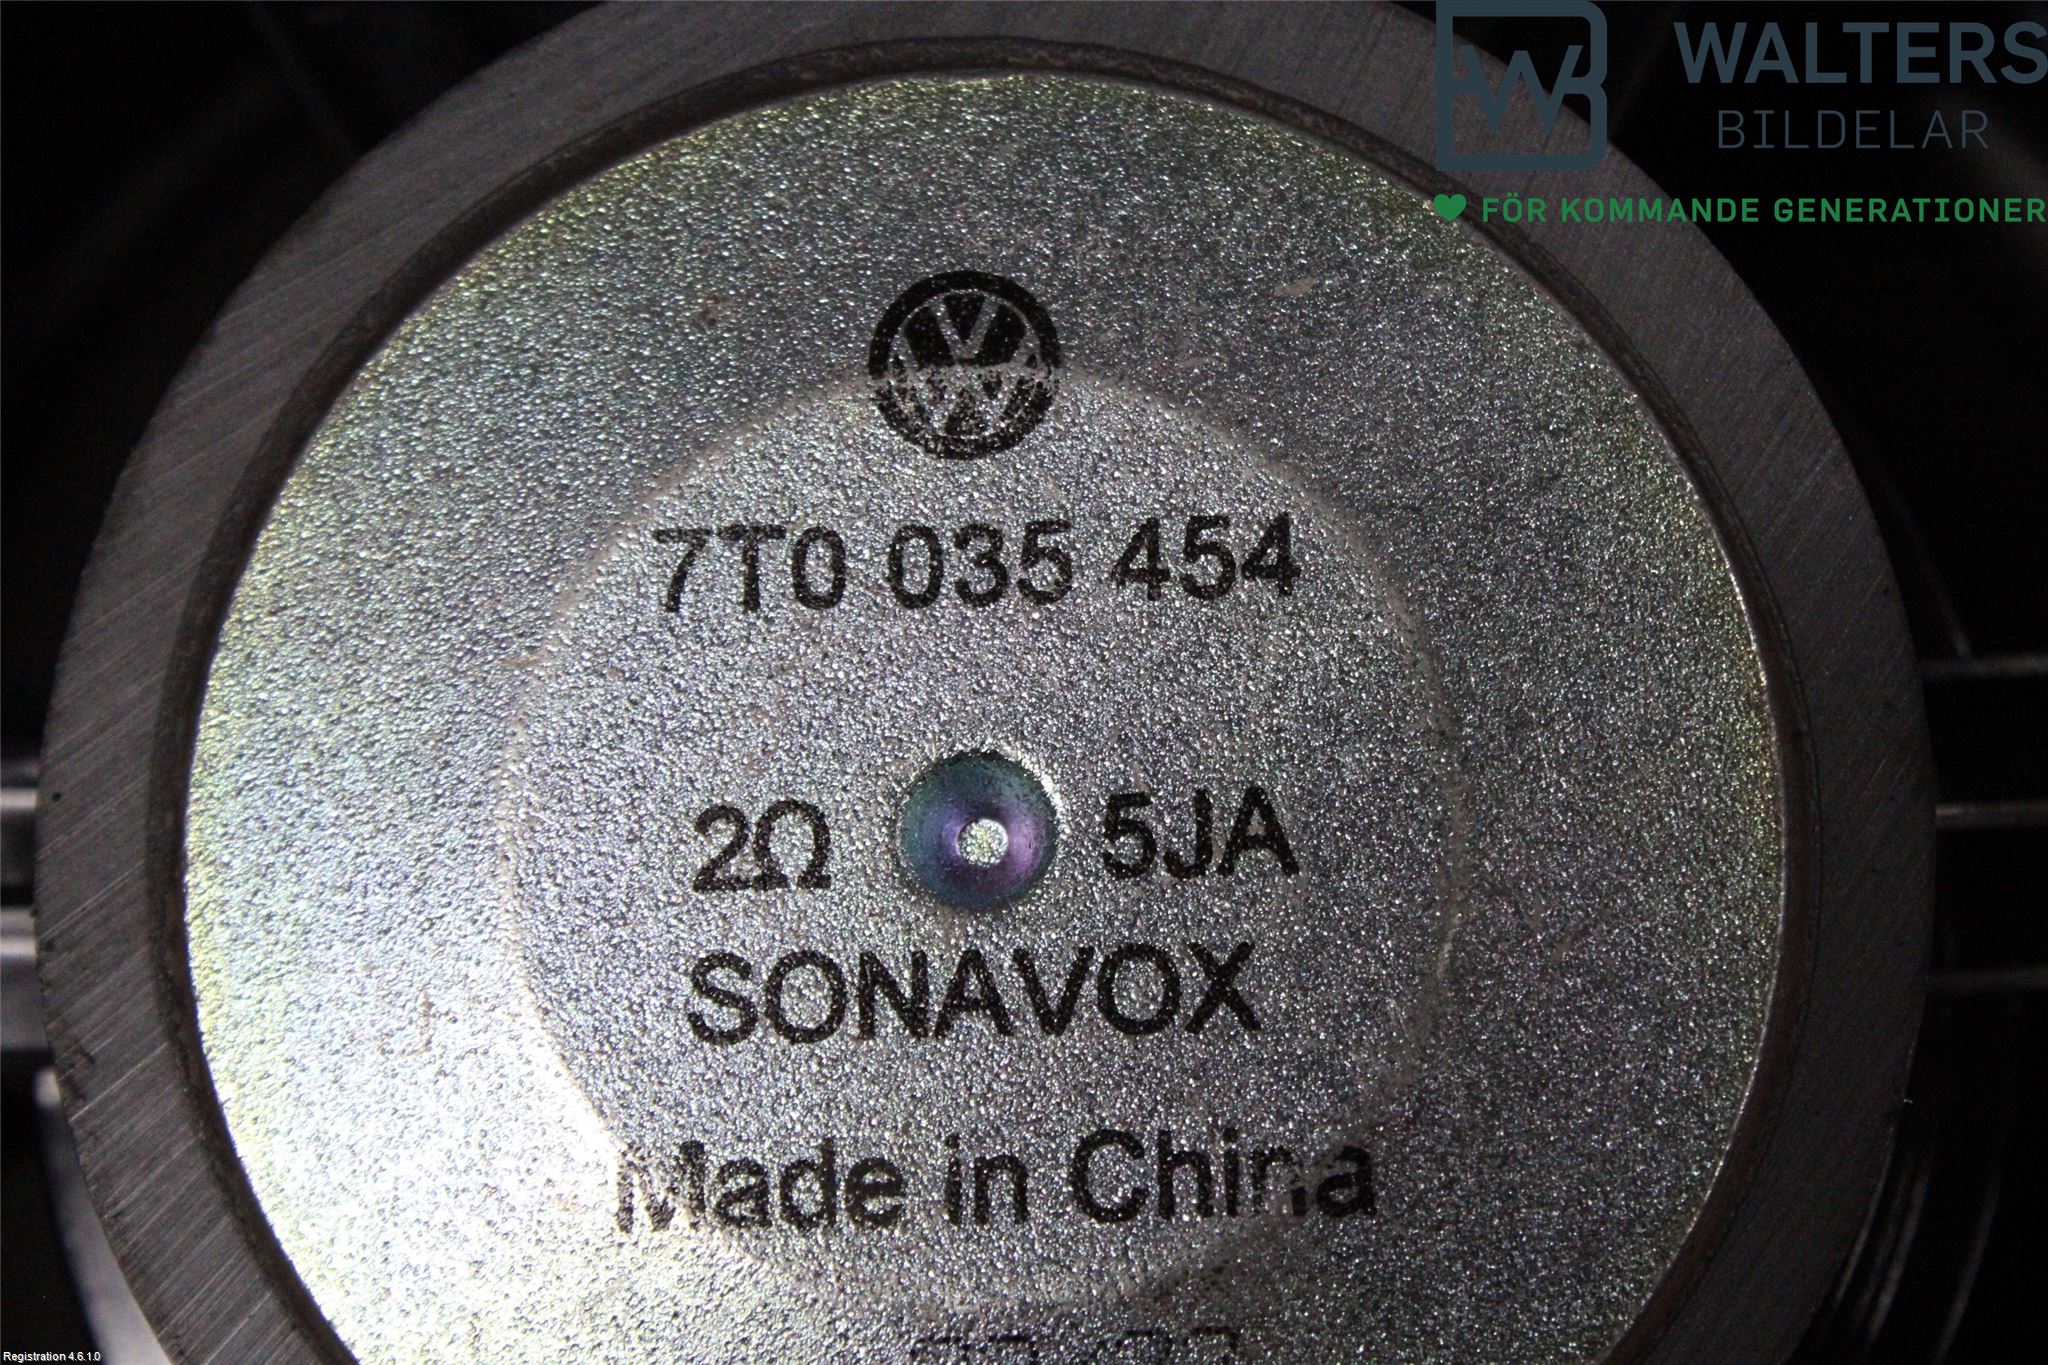 WALTERS
BILDELAR
FÖR KOMMANDE GENERATIONER
7T0 035 454
2Ω 5JA
SONAVOX
Made in China
Registration 4.6.1.0